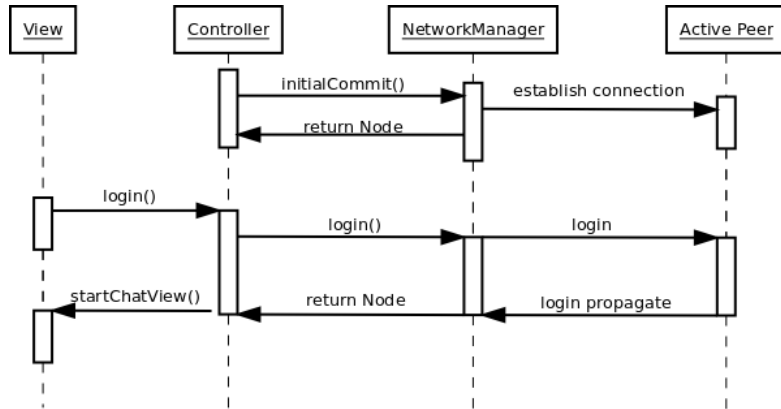 View
Controller
NetworkManager
Active Peer
initialCommit()
establish connection
return Node
login()
login()
login
startChatView()
return Node
login propagate